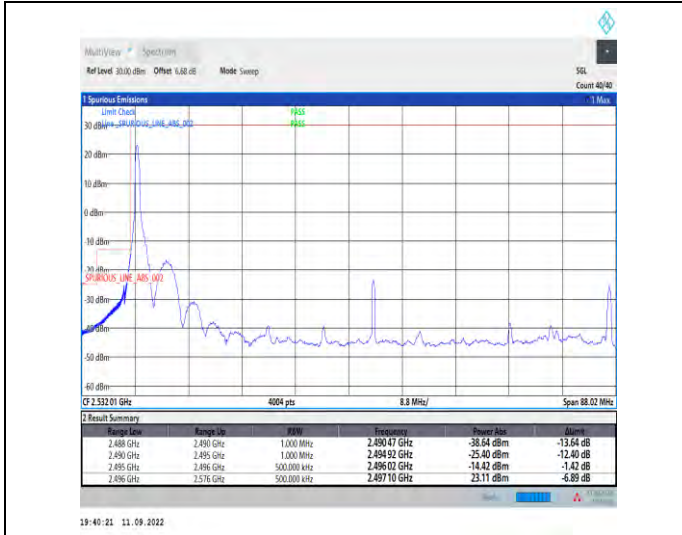 MultiView Spectrum
Ref Level 30.00 dBm Offset 6.68 dB Mode Sweep SGL
Count 40/40
1 Spurious Emissions 1 Max
Limit Check PASS
Line _SPURIOUS_LINE_ABS_002 PASS
30 dBm
20 dBm
10 dBm
0 dBm
-10 dBm
-20 dBm
_SPURIOUS_LINE_ABS_002
-30 dBm
-40 dBm
-50 dBm
-60 dBm
CF 2.532 01 GHz 4004 pts 8.8 MHz/ Span 88.02 MHz
2 Result Summary
Range Low Range Up RBW Frequency Power Abs ΔLimit
2.488 GHz 2.490 GHz 1.000 MHz 2.490 47 GHz -38.64 dBm -13.64 dB
2.490 GHz 2.495 GHz 1.000 MHz 2.494 92 GHz -25.40 dBm -12.40 dB
2.495 GHz 2.496 GHz 500.000 kHz 2.496 02 GHz -14.42 dBm -1.42 dB
2.496 GHz 2.576 GHz 500.000 kHz 2.497 10 GHz 23.11 dBm -6.89 dB
19:40:21 11.09.2022